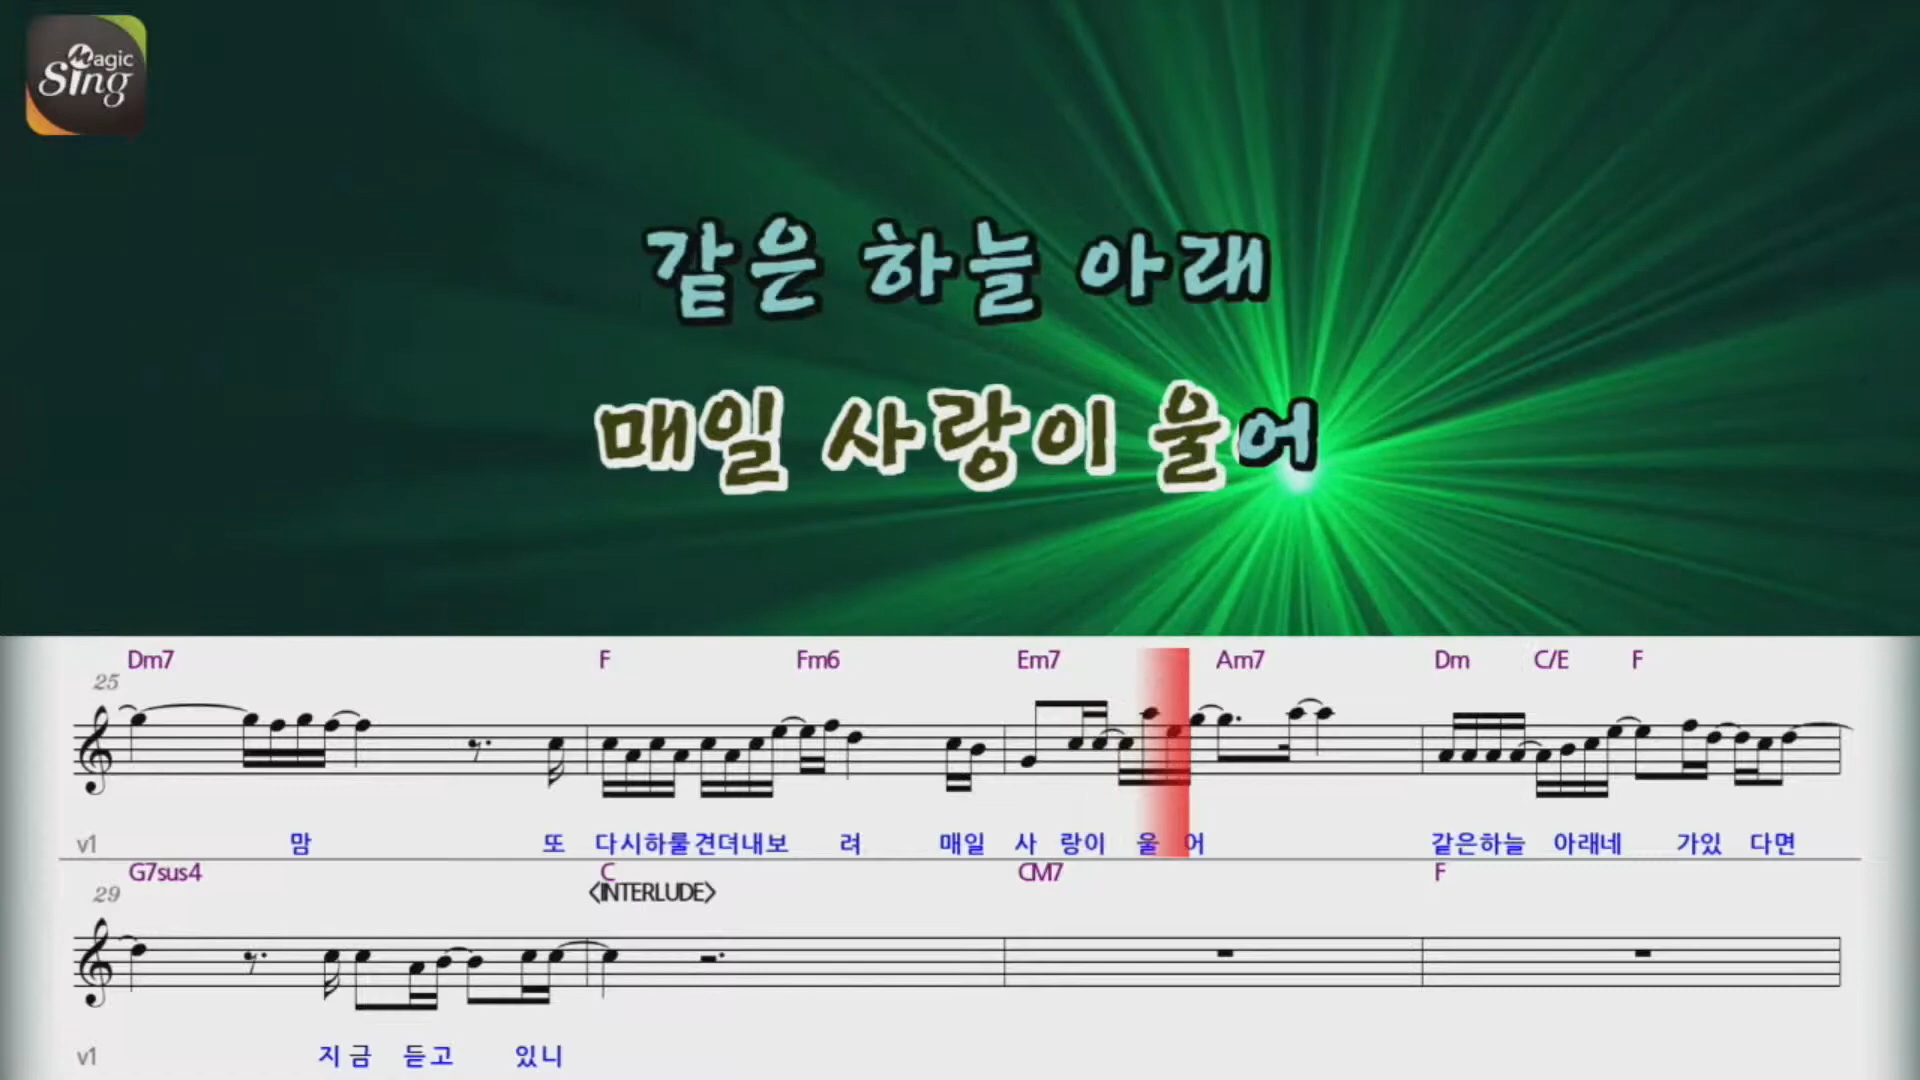 Magic
Sing
같은 하늘 아래
매일 사랑이 울어
Dm7 F Fm6 Em7 Am7 Dm C/E F
25
v1 맘 또 다시하룰견뎌내보 려 매일 사 랑이 울 어 같은하늘 아래네 가있 다면
G7sus4 C CM7 F
29 <INTERLUDE>
v1 지금 듣고 있니